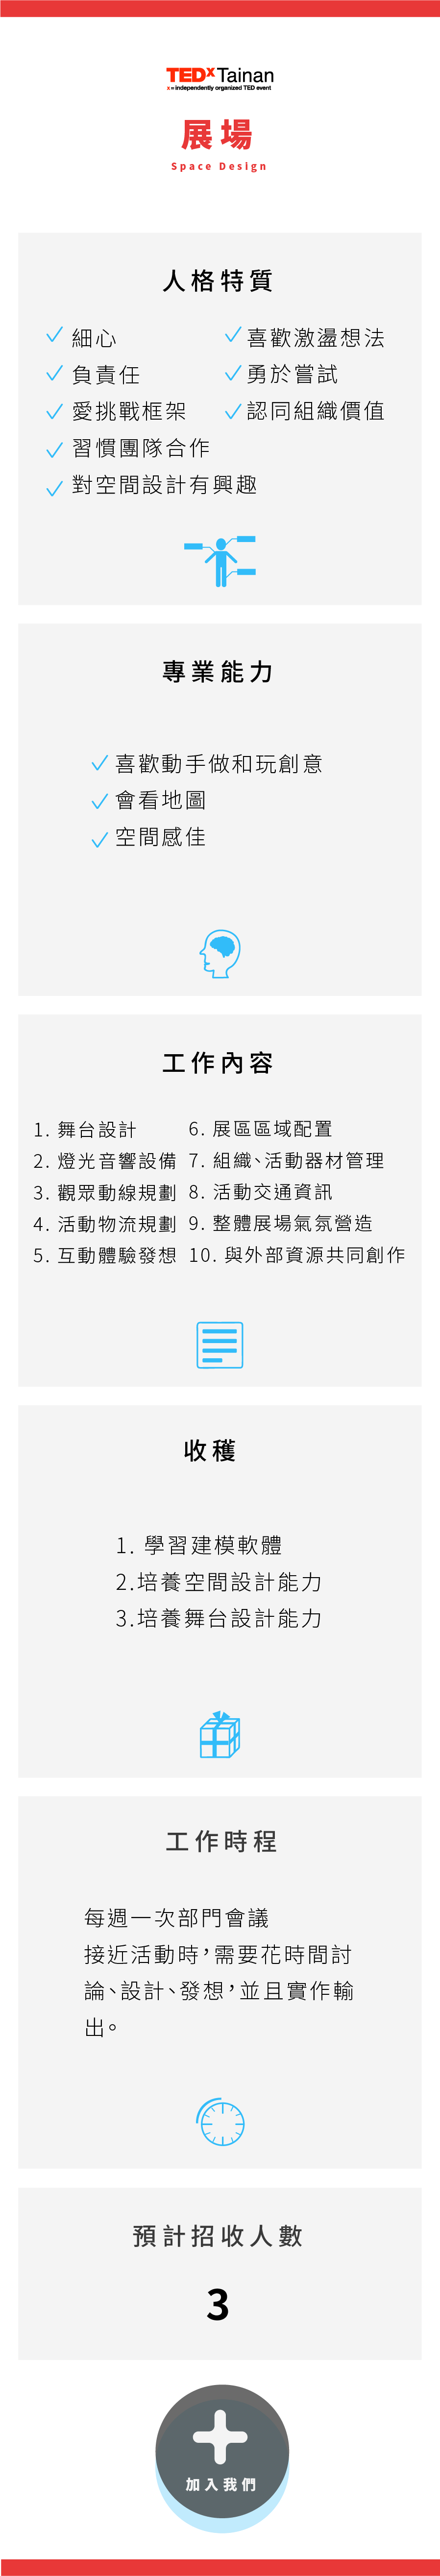 TEDxTainan
x = independently organized TED event
展場
Space Design
人格特質
細心
負責任
愛挑戰框架
習慣團隊合作
對空間設計有興趣
喜歡激盪想法
勇於嘗試
認同組織價值
專業能力
喜歡動手做和玩創意
會看地圖
空間感佳
工作內容
1. 舞台設計
2. 燈光音響設備
3. 觀眾動線規劃
4. 活動物流規劃
5. 互動體驗發想
6. 展區區域配置
7. 組織、活動器材管理
8. 活動交通資訊
9. 整體展場氣氛營造
10. 與外部資源共同創作
收穫
1. 學習建模軟體
2.培養空間設計能力
3.培養舞台設計能力
工作時程
每週一次部門會議
接近活動時，需要花時間討
論、設計、發想，並且實作輸
出。
預計招收人數
3
加入我們